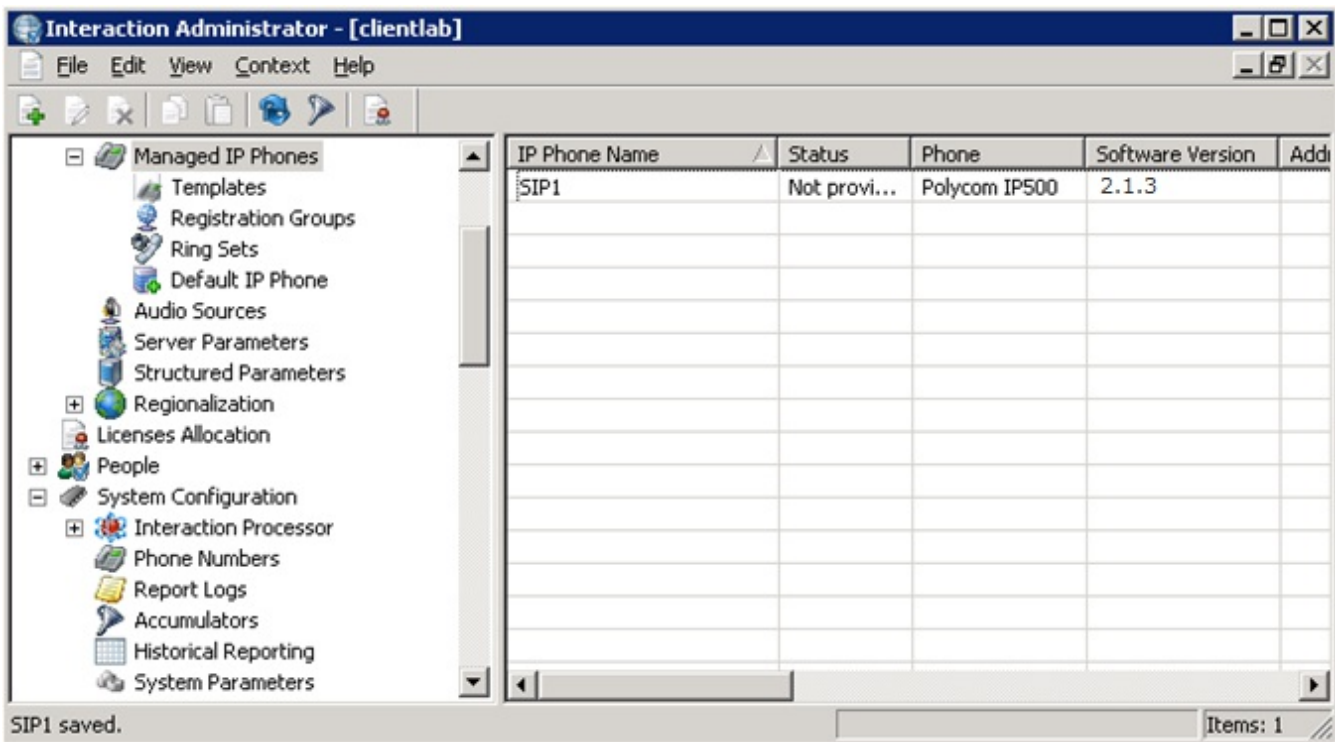 Interaction Administrator - [clientlab]
File Edit View Context Help
Managed IP Phones
Templates
Registration Groups
Ring Sets
Default IP Phone
Audio Sources
Server Parameters
Structured Parameters
Regionalization
Licenses Allocation
People
System Configuration
Interaction Processor
Phone Numbers
Report Logs
Accumulators
Historical Reporting
System Parameters
IP Phone Name Status Phone Software Version Addr
SIP1 Not provi... Polycom IP500 2.1.3
SIP1 saved.
Items: 1